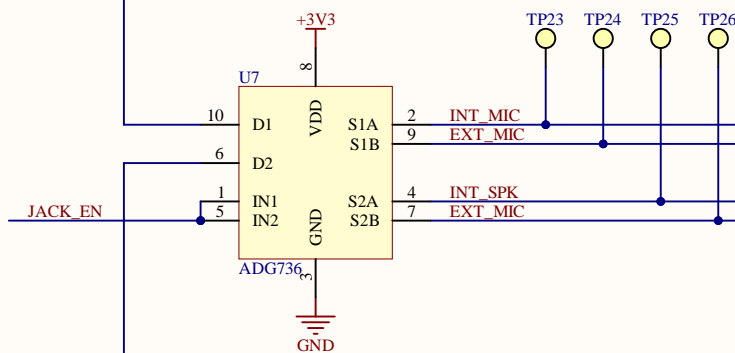 +3V3
TP23 TP24 TP25 TP26
U7
8
VDD
10 D1 S1A 2 INT_MIC
S1B 9 EXT_MIC
6 D2
1 IN1 S2A 4 INT_SPK
JACK_EN 5 IN2 S2B 7 EXT_MIC
GND
ADG736
3
GND